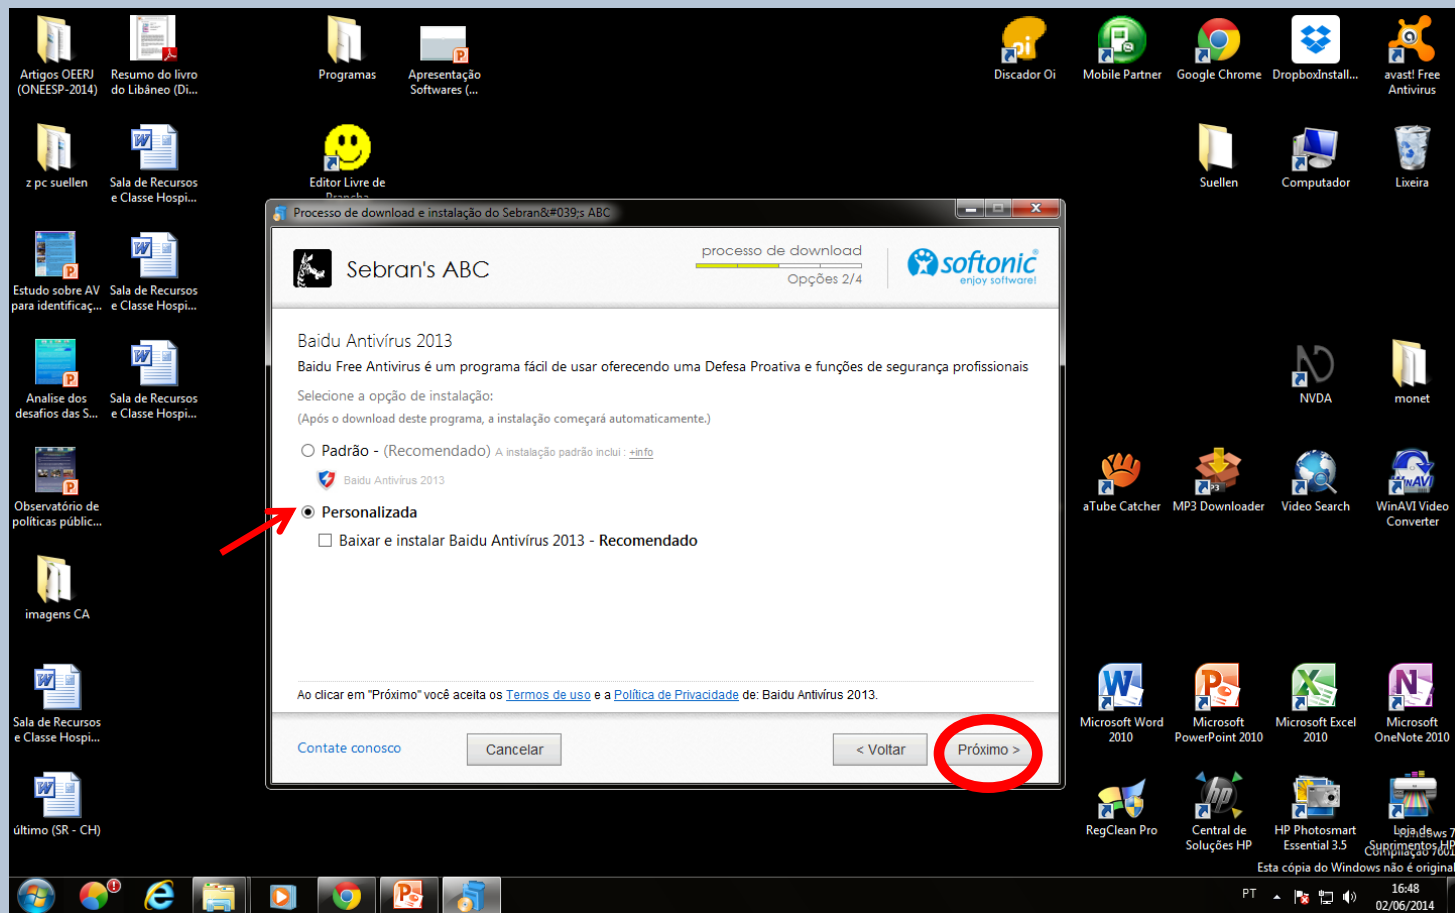 Artigos OEERJ
(ONEESP-2014)
Resumo do livro
do Libâneo (Di...
Programas
Apresentação
Softwares (...
Discador Oi
Mobile Partner
Google Chrome
DropboxInstall...
avast! Free
Antivirus
z pc suellen
Sala de Recursos
e Classe Hospi...
Editor Livre de
Prancha
Suellen
Computador
Lixeira
Processo de download e instalação do Sebran&#039;s ABC
Sebran's ABC
processo de download
Opções 2/4
softonic
enjoy software!
Estudo sobre AV
para identificaç...
Sala de Recursos
e Classe Hospi...
Baidu Antivírus 2013
Baidu Free Antivirus é um programa fácil de usar oferecendo uma Defesa Proativa e funções de segurança profissionais
Selecione a opção de instalação:
(Após o download deste programa, a instalação começará automaticamente.)
Padrão - (Recomendado) A instalação padrão inclui : +info
Baidu Antivírus 2013
Personalizada
Baixar e instalar Baidu Antivírus 2013 - Recomendado
Ao clicar em "Próximo" você aceita os Termos de uso e a Política de Privacidade de: Baidu Antivírus 2013.
Contate conosco
Cancelar
< Voltar
Próximo >
Analise dos
desafios das S...
Sala de Recursos
e Classe Hospi...
NVDA
monet
Observatório de
políticas públic...
aTube Catcher
MP3 Downloader
Video Search
WinAVI Video
Converter
imagens CA
Sala de Recursos
e Classe Hospi...
Microsoft Word
2010
Microsoft
PowerPoint 2010
Microsoft Excel
2010
Microsoft
OneNote 2010
último (SR - CH)
RegClean Pro
Central de
Soluções HP
HP Photosmart
Essential 3.5
Loja de
Suprimentos HP
Esta cópia do Windows não é original
PT
16:48
02/06/2014